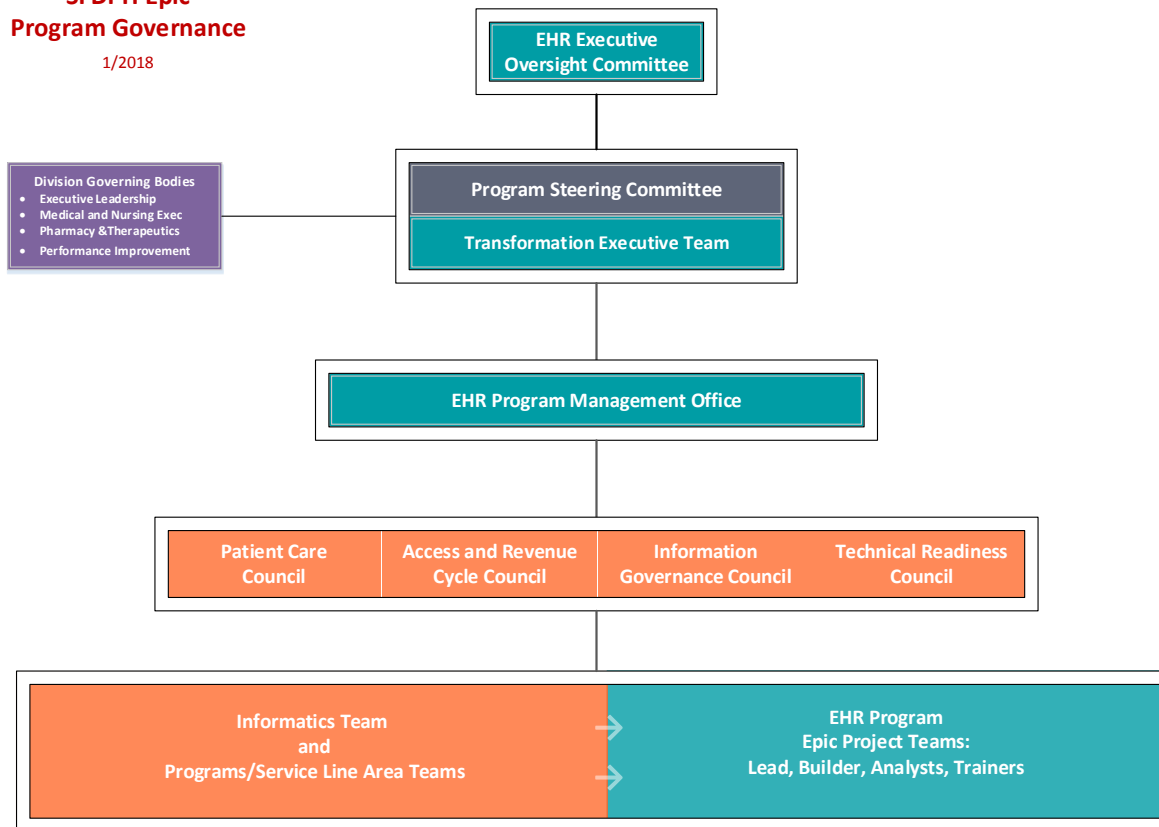 Program Governance
1/2018
EHR Executive
Oversight Committee
Division Governing Bodies
• Executive Leadership
• Medical and Nursing Exec
• Pharmacy &Therapeutics
• Performance Improvement
Program Steering Committee
Transformation Executive Team
EHR Program Management Office
Patient Care
Council
Access and Revenue
Cycle Council
Information
Governance Council
Technical Readiness
Council
Informatics Team
and
Programs/Service Line Area Teams
EHR Program
Epic Project Teams:
Lead, Builder, Analysts, Trainers